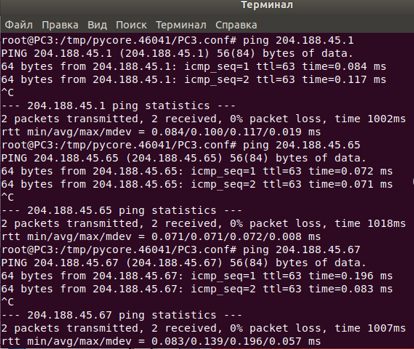 Терминал
Файл Правка Вид Поиск Терминал Справка
root@PC3:/tmp/pycore.46041/PC3.conf# ping 204.188.45.1
PING 204.188.45.1 (204.188.45.1) 56(84) bytes of data.
64 bytes from 204.188.45.1: icmp_seq=1 ttl=63 time=0.084 ms
64 bytes from 204.188.45.1: icmp_seq=2 ttl=63 time=0.117 ms
^C
--- 204.188.45.1 ping statistics ---
2 packets transmitted, 2 received, 0% packet loss, time 1002ms
rtt min/avg/max/mdev = 0.084/0.100/0.117/0.019 ms
root@PC3:/tmp/pycore.46041/PC3.conf# ping 204.188.45.65
PING 204.188.45.65 (204.188.45.65) 56(84) bytes of data.
64 bytes from 204.188.45.65: icmp_seq=1 ttl=63 time=0.072 ms
64 bytes from 204.188.45.65: icmp_seq=2 ttl=63 time=0.071 ms
^C
--- 204.188.45.65 ping statistics ---
2 packets transmitted, 2 received, 0% packet loss, time 1018ms
rtt min/avg/max/mdev = 0.071/0.071/0.072/0.008 ms
root@PC3:/tmp/pycore.46041/PC3.conf# ping 204.188.45.67
PING 204.188.45.67 (204.188.45.67) 56(84) bytes of data.
64 bytes from 204.188.45.67: icmp_seq=1 ttl=63 time=0.196 ms
64 bytes from 204.188.45.67: icmp_seq=2 ttl=63 time=0.083 ms
^C
--- 204.188.45.67 ping statistics ---
2 packets transmitted, 2 received, 0% packet loss, time 1007ms
rtt min/avg/max/mdev = 0.083/0.139/0.196/0.057 ms